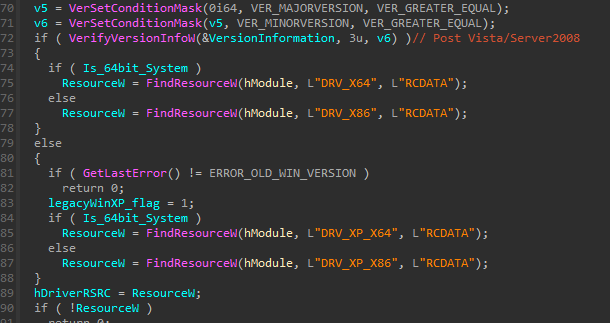 70 v5 = VerSetConditionMask(0i64, VER_MAJORVERSION, VER_GREATER_EQUAL);
71 v6 = VerSetConditionMask(v5, VER_MINORVERSION, VER_GREATER_EQUAL);
72 if ( VerifyVersionInfoW(&VersionInformation, 3u, v6) )// Post Vista/Server2008
73 {
74 if ( Is_64bit_System )
75 ResourceW = FindResourceW(hModule, L"DRV_X64", L"RCDATA");
76 else
77 ResourceW = FindResourceW(hModule, L"DRV_X86", L"RCDATA");
78 }
79 else
80 {
81 if ( GetLastError() != ERROR_OLD_WIN_VERSION )
82 return 0;
83 legacyWinXP_flag = 1;
84 if ( Is_64bit_System )
85 ResourceW = FindResourceW(hModule, L"DRV_XP_X64", L"RCDATA");
86 else
87 ResourceW = FindResourceW(hModule, L"DRV_XP_X86", L"RCDATA");
88 }
89 hDriverRSRC = ResourceW;
90 if ( !ResourceW )
91 return 0;